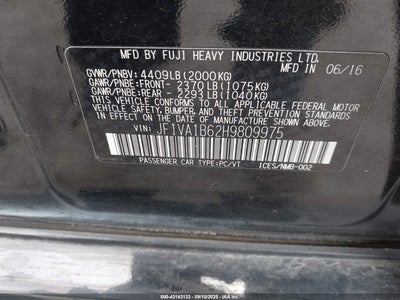 MFD BY FUJI HEAVY INDUSTRIES LTD.
GVWR/PNBV: 4409LB(2000KG) MFD IN 06/16
GAWR/PNBE:FRONT- 2370LB(1075KG)
GAWR/PNBE:REAR - 2293LB(1040KG)
THIS VEHICLE CONFORMS TO ALL APPLICABLE FEDERAL MOTOR
VEHICLE SAFETY, BUMPER, AND THEFT PREVENTION STANDARDS
IN EFFECT ON THE DATE OF MANUFACTURE SHOWN ABOVE.
VIN: JF1VA1B62H9809975
PASSENGER CAR TYPE:PC/VT ICES/NMB-002
000-43143133 - 09/10/2025 - IAAI